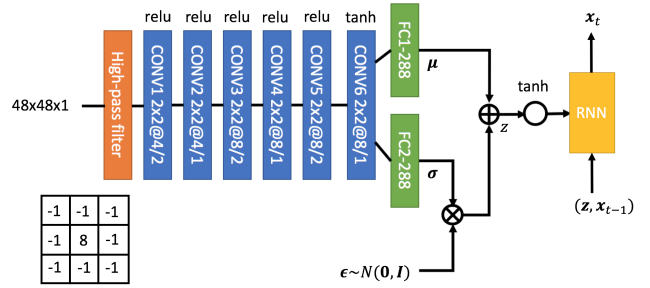 relu relu relu relu relu tanh
48x48x1
High-pass filter
CONV1 2x2@4/2
CONV2 2x2@4/1
CONV3 2x2@8/2
CONV4 2x2@8/1
CONV5 2x2@8/2
CONV6 2x2@8/1
FC1-288
μ
FC2-288
σ
z
tanh
RNN
x_t
(z, x_{t−1})
ϵ~N(0, I)
-1 -1 -1
-1 8 -1
-1 -1 -1